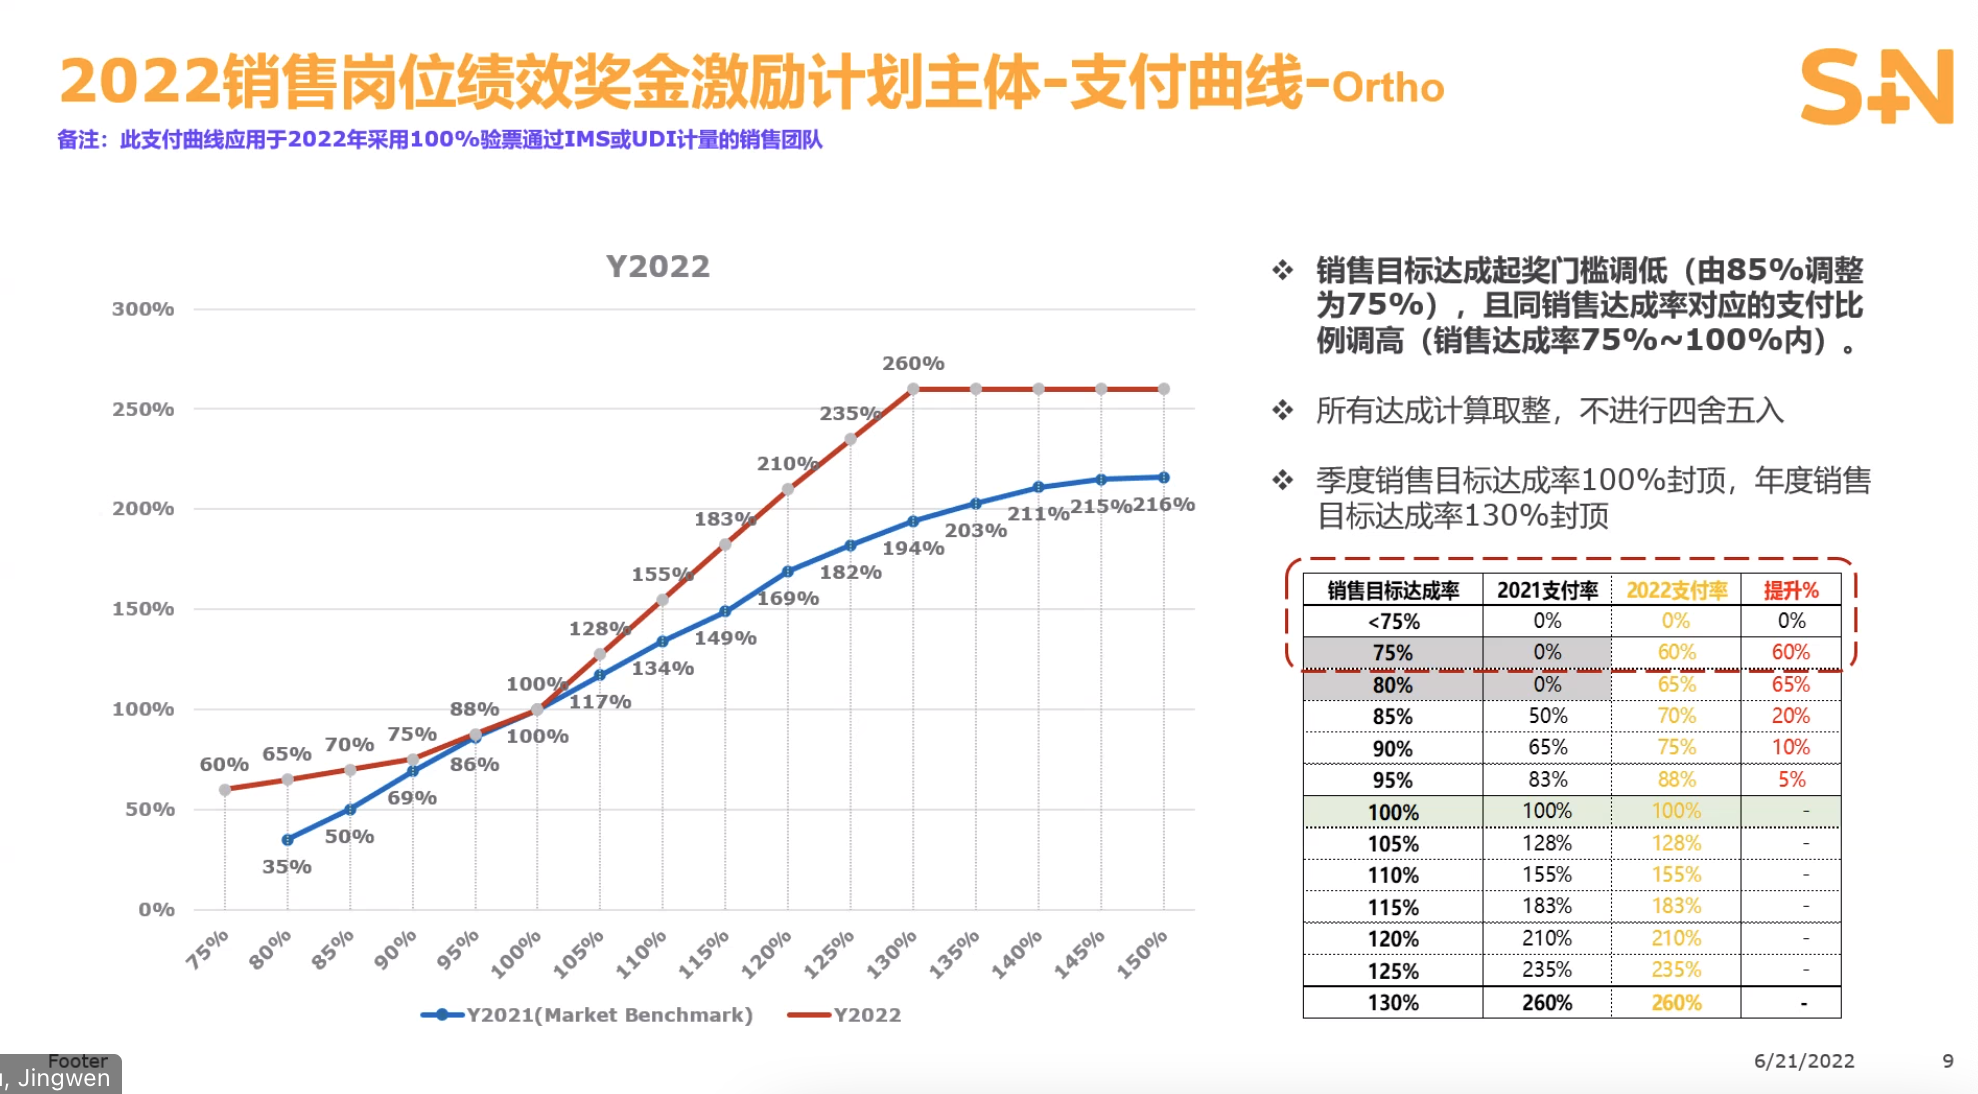 2022销售岗位绩效奖金激励计划主体-支付曲线-Ortho
S+N
备注：此支付曲线应用于2022年采用100%验票通过IMS或UDI计量的销售团队
Y2022
300%
250%
200%
150%
100%
50%
0%
60%
65%
70%
75%
88%
100%
128%
155%
183%
210%
235%
260%
35%
50%
69%
86%
100%
117%
134%
149%
169%
182%
194%
203%
211%
215%
216%
75%
80%
85%
90%
95%
100%
105%
110%
115%
120%
125%
130%
135%
140%
145%
150%
Y2021(Market Benchmark)
Y2022
❖ 销售目标达成起奖门槛调低（由85%调整
为75%），且同销售达成率对应的支付比
例调高（销售达成率75%~100%内）。
❖ 所有达成计算取整，不进行四舍五入
❖ 季度销售目标达成率100%封顶，年度销售
目标达成率130%封顶
销售目标达成率 2021支付率 2022支付率 提升%
<75% 0% 0% 0%
75% 0% 60% 60%
80% 0% 65% 65%
85% 50% 70% 20%
90% 65% 75% 10%
95% 83% 88% 5%
100% 100% 100% -
105% 128% 128% -
110% 155% 155% -
115% 183% 183% -
120% 210% 210% -
125% 235% 235% -
130% 260% 260% -
Footer
, Jingwen
6/21/2022
9